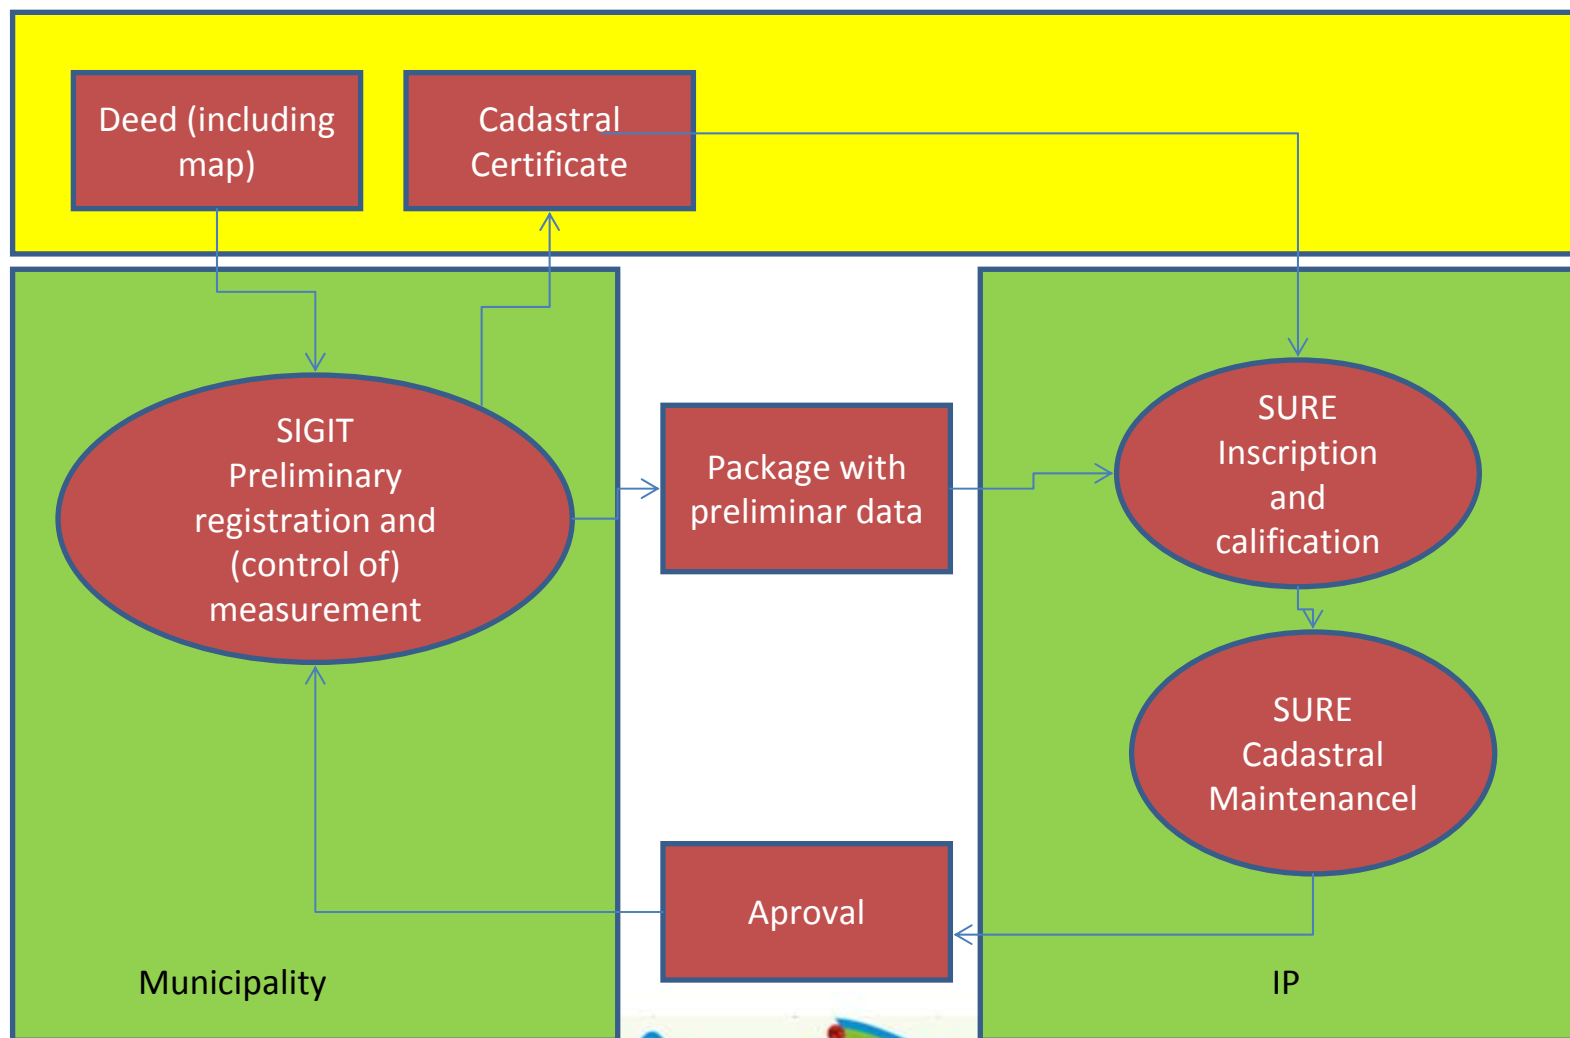 Deed (including
map)
Cadastral
Certificate
SIGIT
Preliminary
registration and
(control of)
measurement
Package with
preliminar data
SURE
Inscription
and
calification
SURE
Cadastral
Maintenancel
Aproval
Municipality
IP